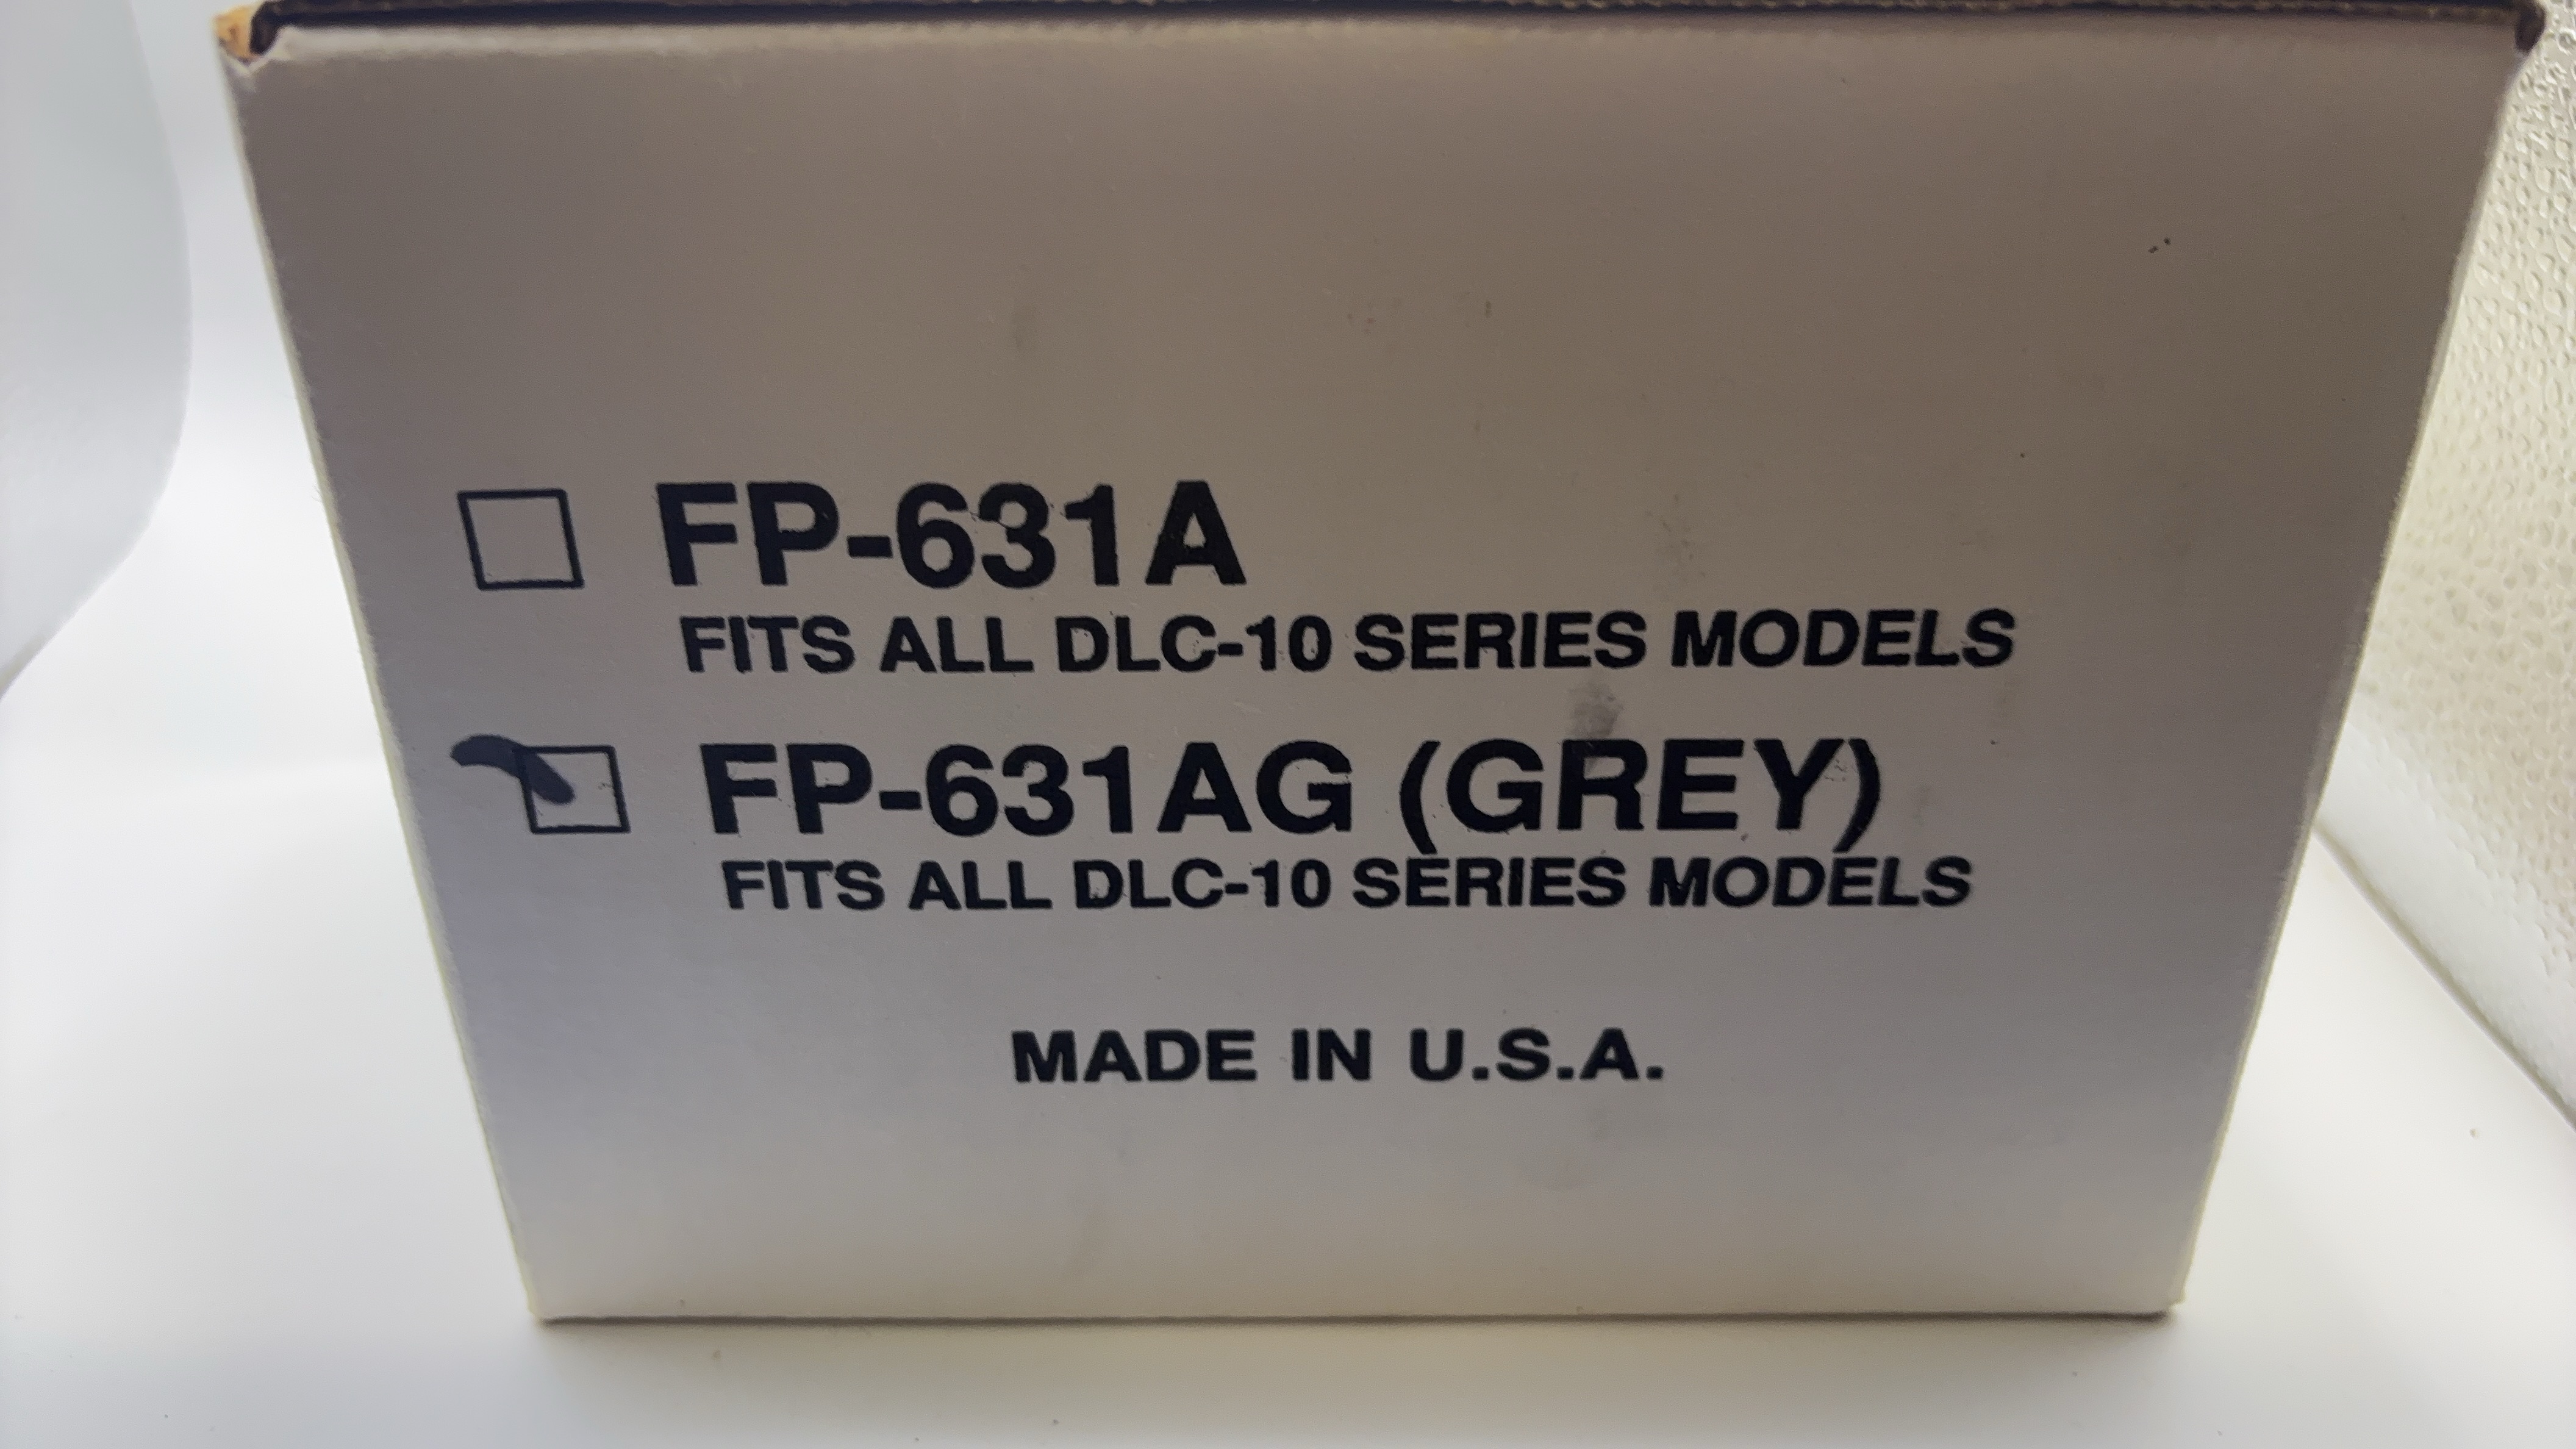 FP-631A
FITS ALL DLC-10 SERIES MODELS
FP-631AG (GREY)
FITS ALL DLC-10 SERIES MODELS
MADE IN U.S.A.